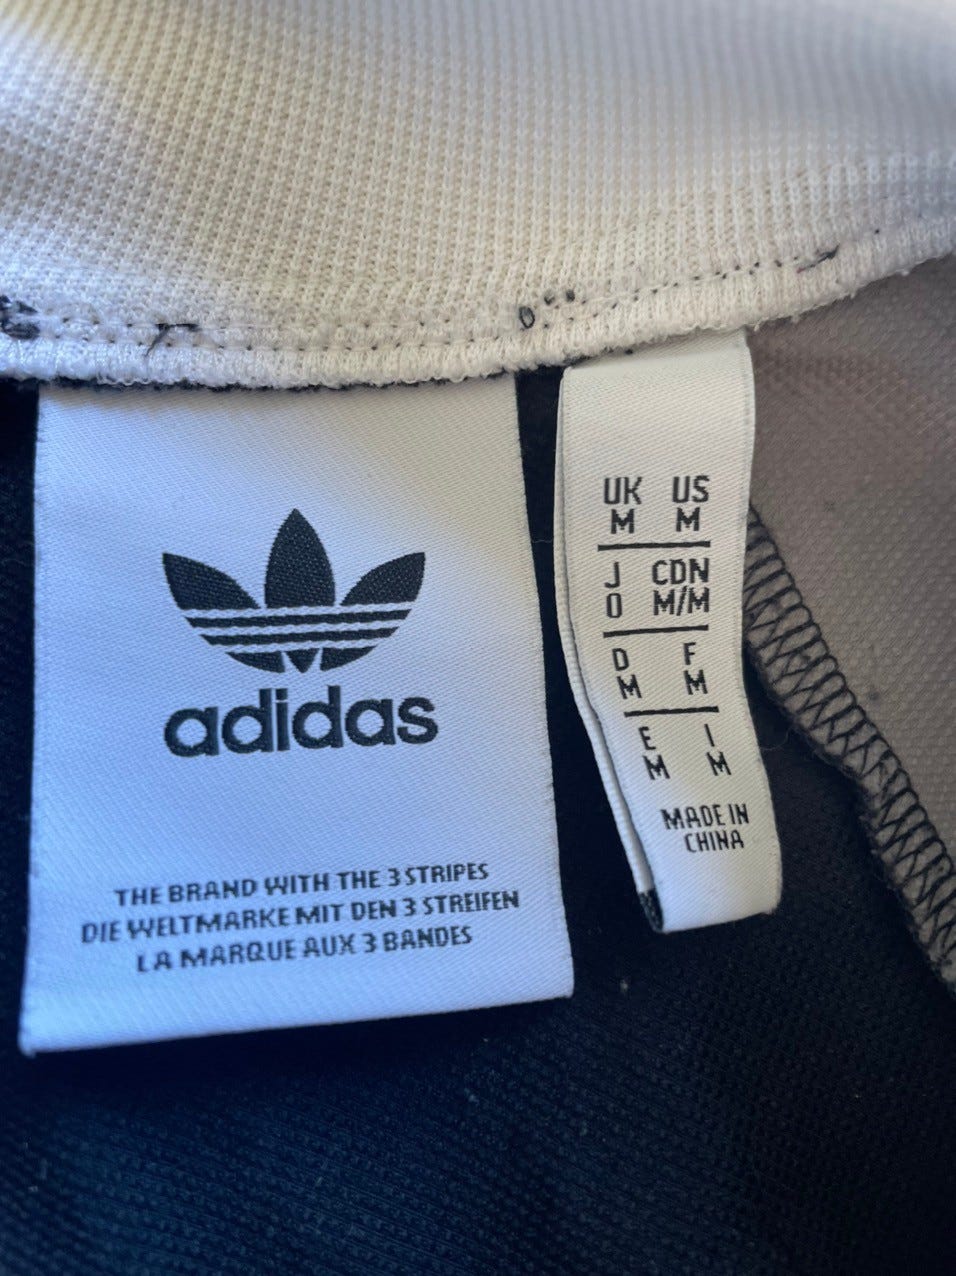 adidas
THE BRAND WITH THE 3 STRIPES
DIE WELTMARKE MIT DEN 3 STREIFEN
LA MARQUE AUX 3 BANDES
UK US
M M
J CDN
O M/M
D F
M M
E I
M M
MADE IN
CHINA